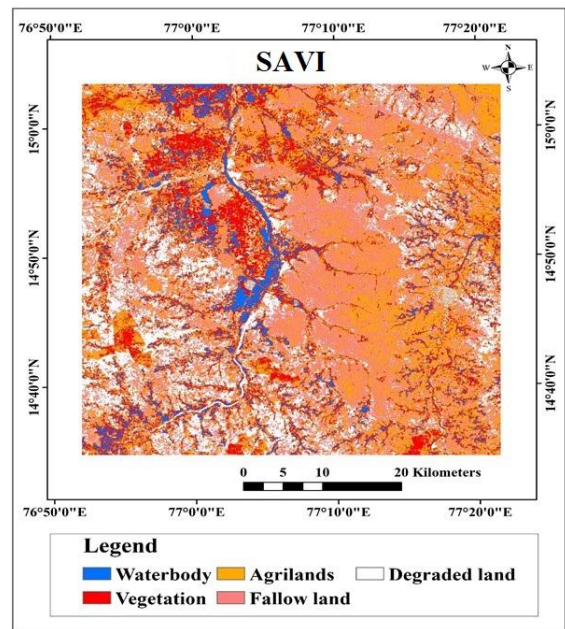 76°50'0"E 77°0'0"E 77°10'0"E 77°20'0"E
SAVI
N
W E
S
15°0'0"N 15°0'0"N
14°50'0"N 14°50'0"N
14°40'0"N 14°40'0"N
0 5 10 20 Kilometers
76°50'0"E 77°0'0"E 77°10'0"E 77°20'0"E
Legend
Waterbody Agrilands Degraded land
Vegetation Fallow land